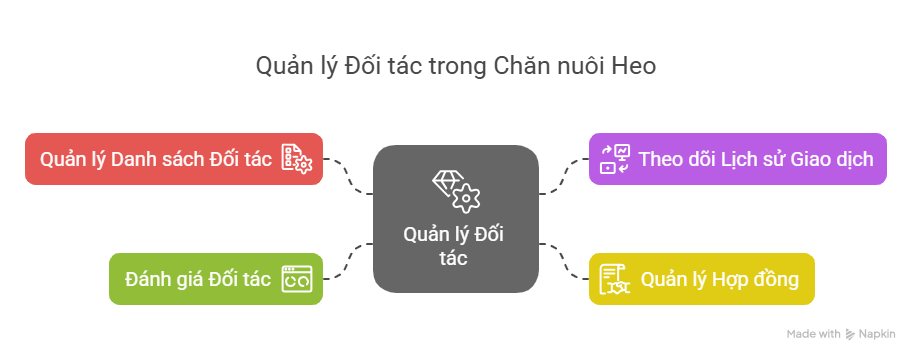 Quản lý Đối tác trong Chăn nuôi Heo
Quản lý Danh sách Đối tác
Theo dõi Lịch sử Giao dịch
Quản lý Đối
tác
Đánh giá Đối tác
Quản lý Hợp đồng
Made with Napkin